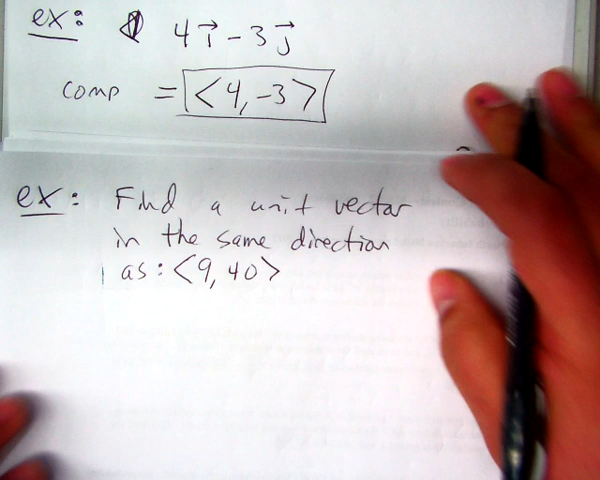 ex: 4i⃗ - 3j⃗
comp = <4, -3>
ex: Find a unit vector
in the same direction
as: <9, 40>